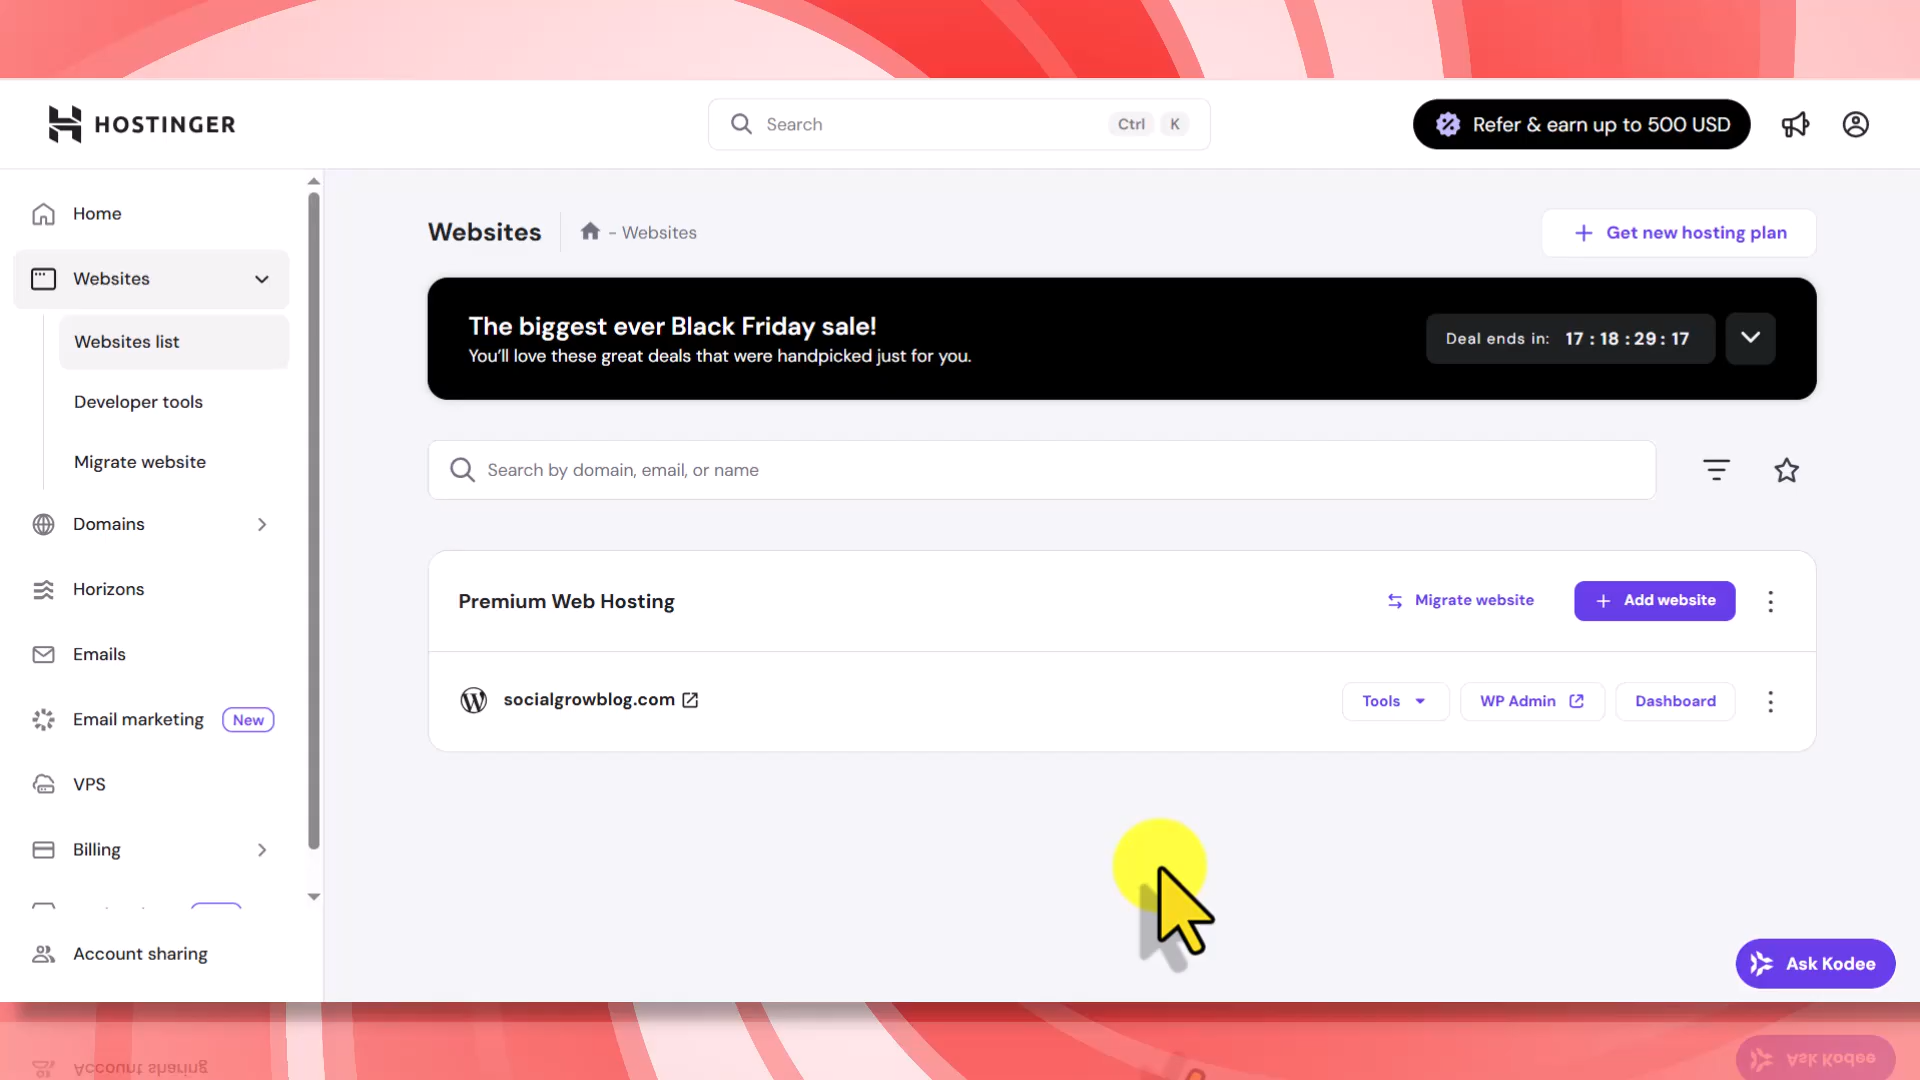 HOSTINGER
Search
Ctrl K
Refer & earn up to 500 USD
Home
Websites
Websites list
Developer tools
Migrate website
Domains
Horizons
Emails
Email marketing New
VPS
Billing
Account sharing
Websites
- Websites
Get new hosting plan
The biggest ever Black Friday sale!
You'll love these great deals that were handpicked just for you.
Deal ends in: 17 : 18 : 29 : 17
Search by domain, email, or name
Premium Web Hosting
Migrate website
Add website
socialgrowblog.com
Tools
WP Admin
Dashboard
Ask Kodee
Account sharing
Ask Kodee